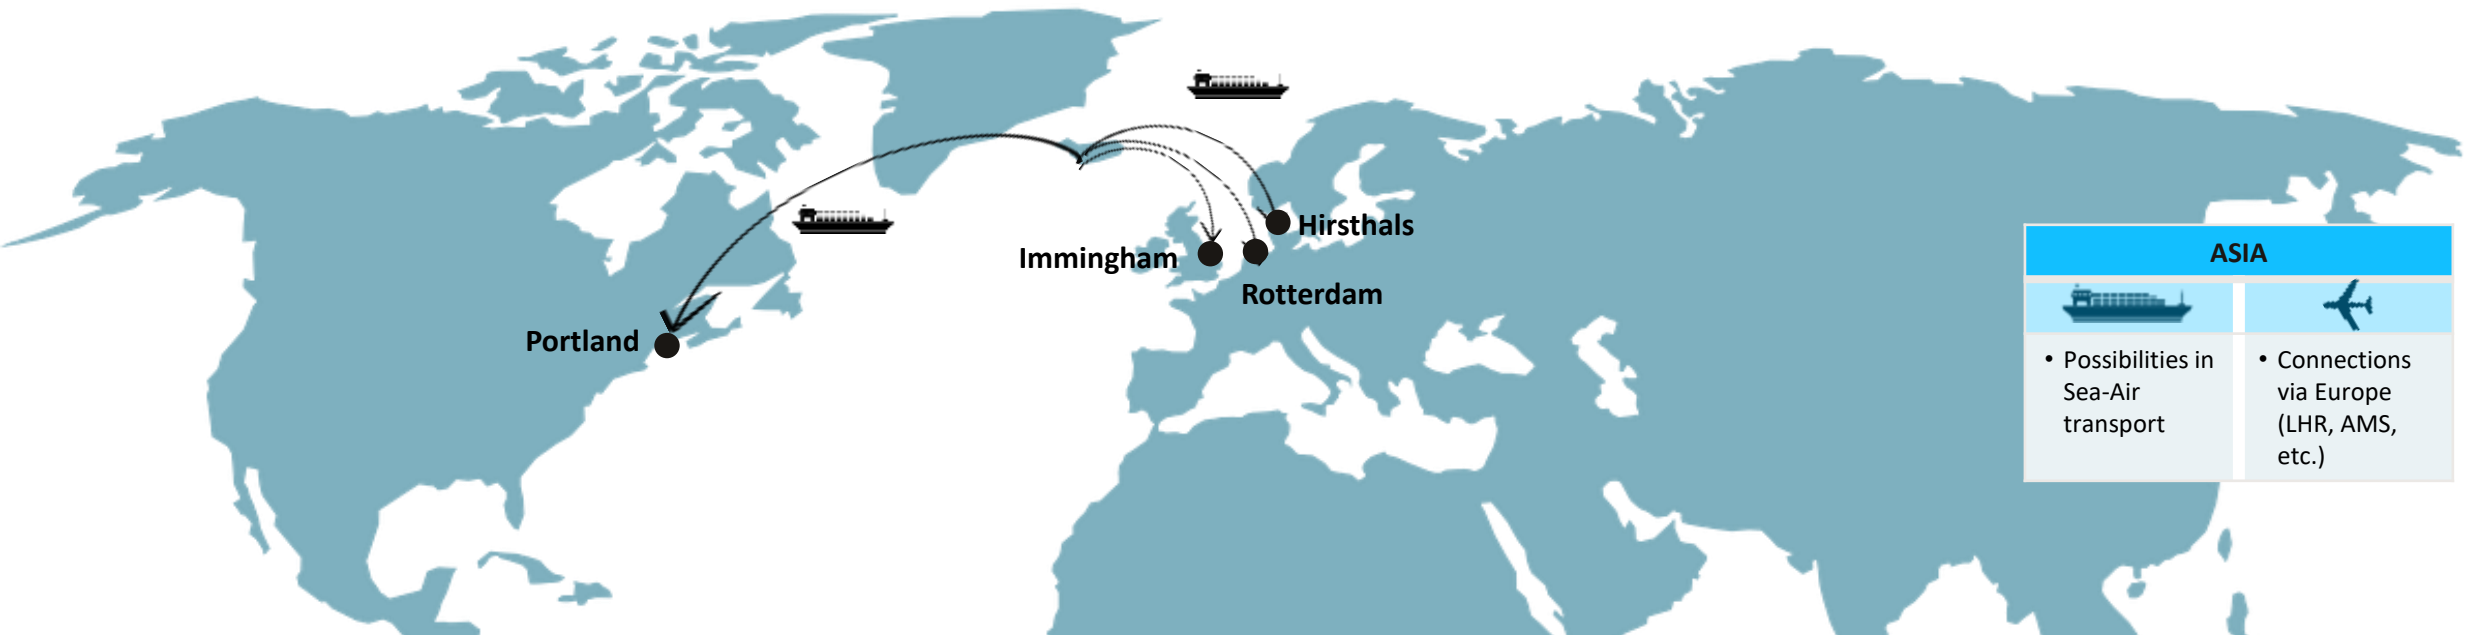 Hirsthals
Immingham
Rotterdam
Portland
ASIA
• Possibilities in
Sea-Air
transport
• Connections
via Europe
(LHR, AMS,
etc.)